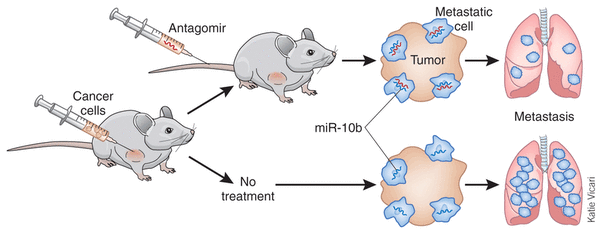 Antagomir
Metastatic
cell
Tumor
Cancer
cells
miR-10b
Metastasis
No
treatment
Katie Vicari